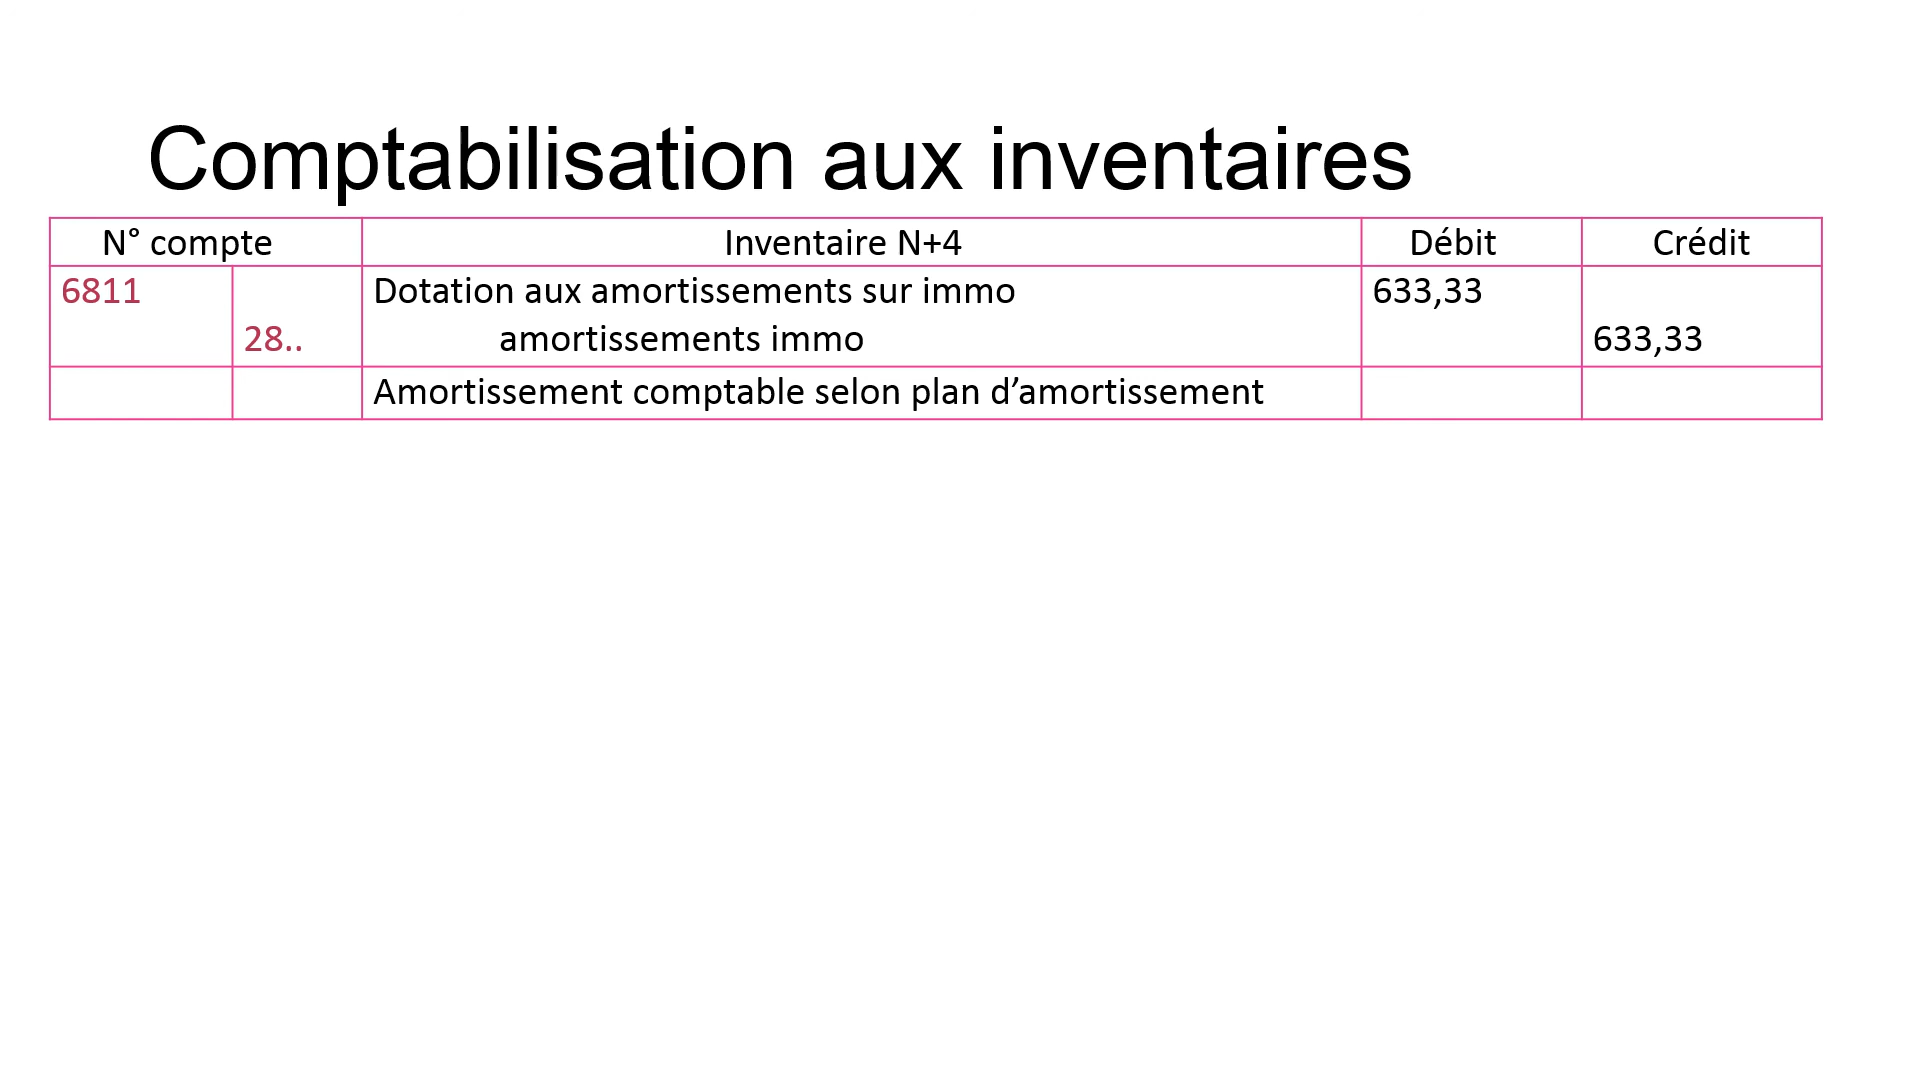 Comptabilisation aux inventaires
N° compte Inventaire N+4 Débit Crédit
6811 Dotation aux amortissements sur immo 633,33
28.. amortissements immo 633,33
Amortissement comptable selon plan d’amortissement